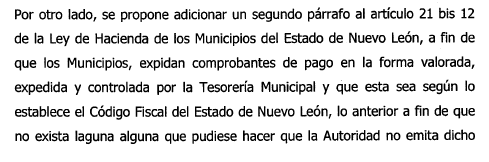 Por otro lado, se propone adicionar un segundo párrafo al artículo 21 bis 12
de la Ley de Hacienda de los Municipios del Estado de Nuevo León, a fin de
que los Municipios, expidan comprobantes de pago en la forma valorada,
expedida y controlada por la Tesorería Municipal y que esta sea según lo
establece el Código Fiscal del Estado de Nuevo León, lo anterior a fin de que
no exista laguna alguna que pudiese hacer que la Autoridad no emita dicho